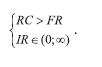 RC > FR
IR ∈ (0; ∞) .